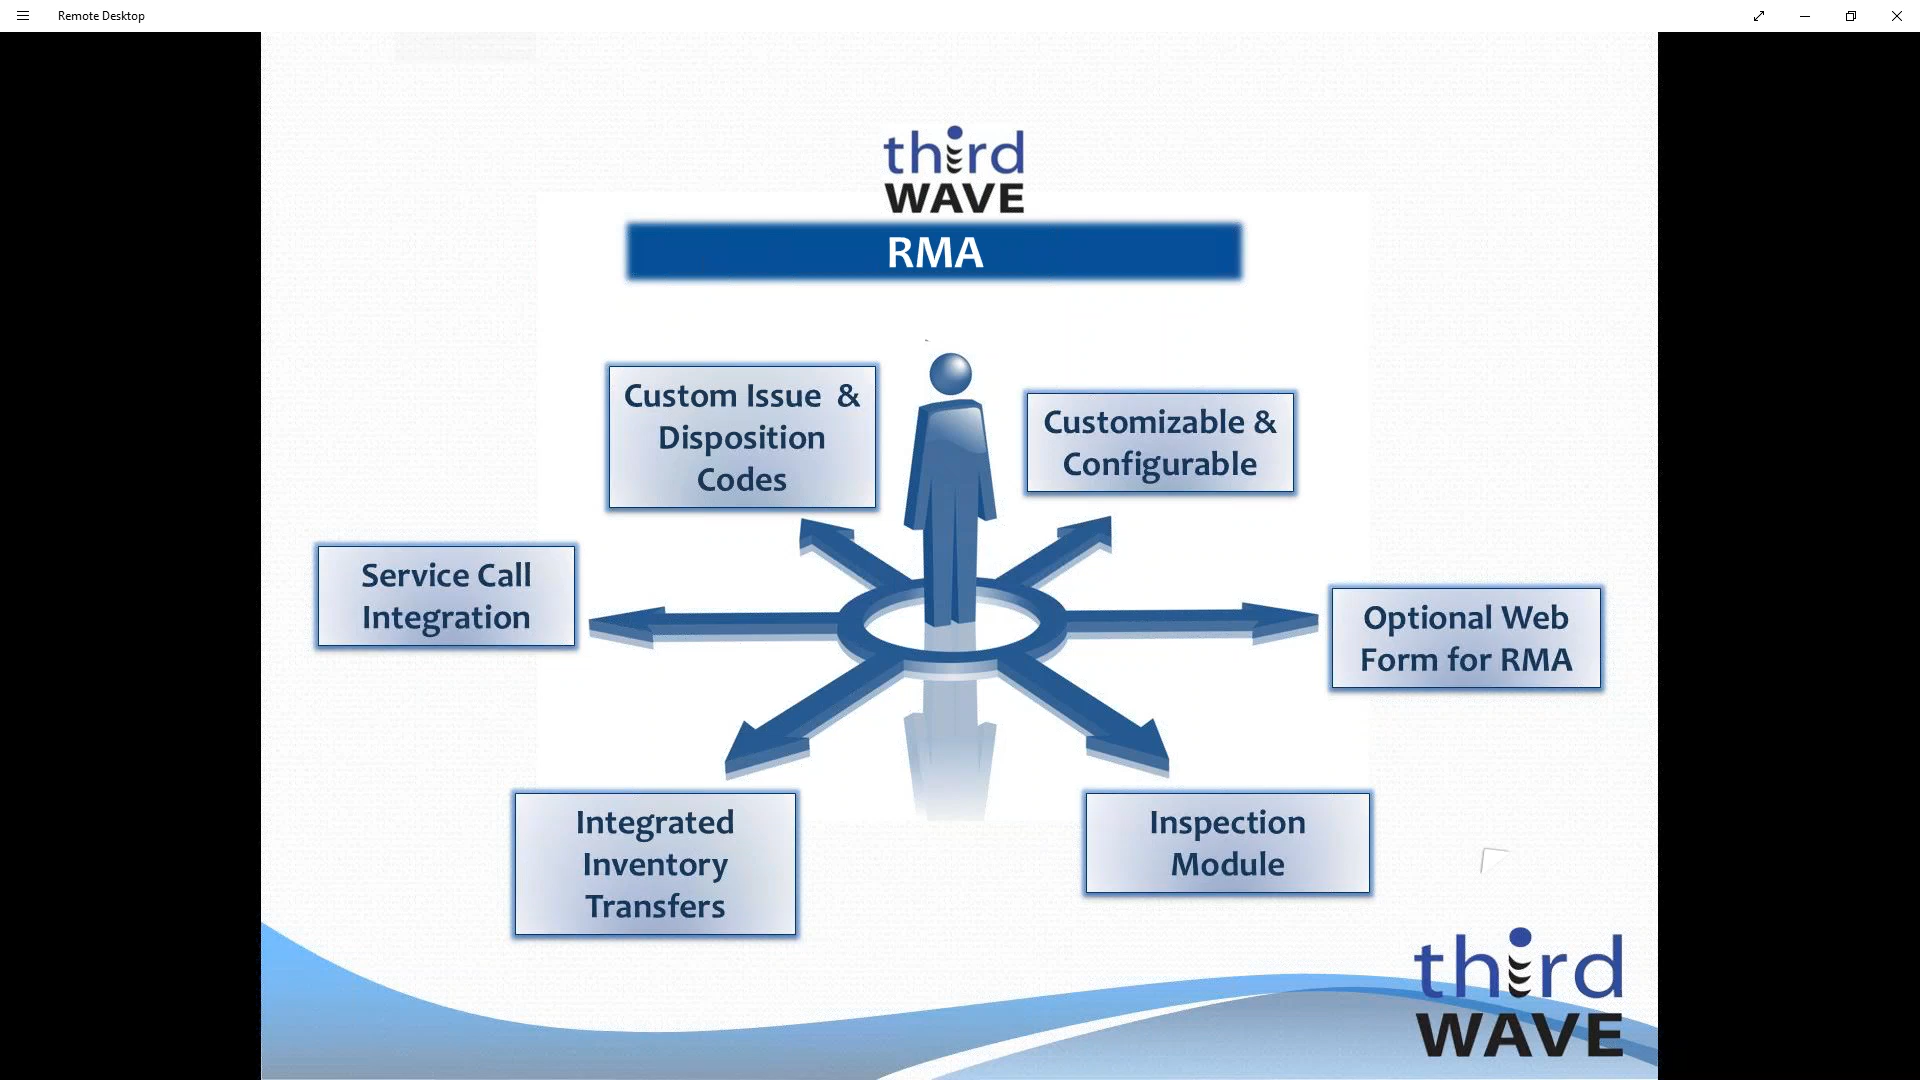 Remote Desktop
third
WAVE
RMA
Custom Issue &
Disposition
Codes
Customizable &
Configurable
Service Call
Integration
Optional Web
Form for RMA
Integrated
Inventory
Transfers
Inspection
Module
third
WAVE